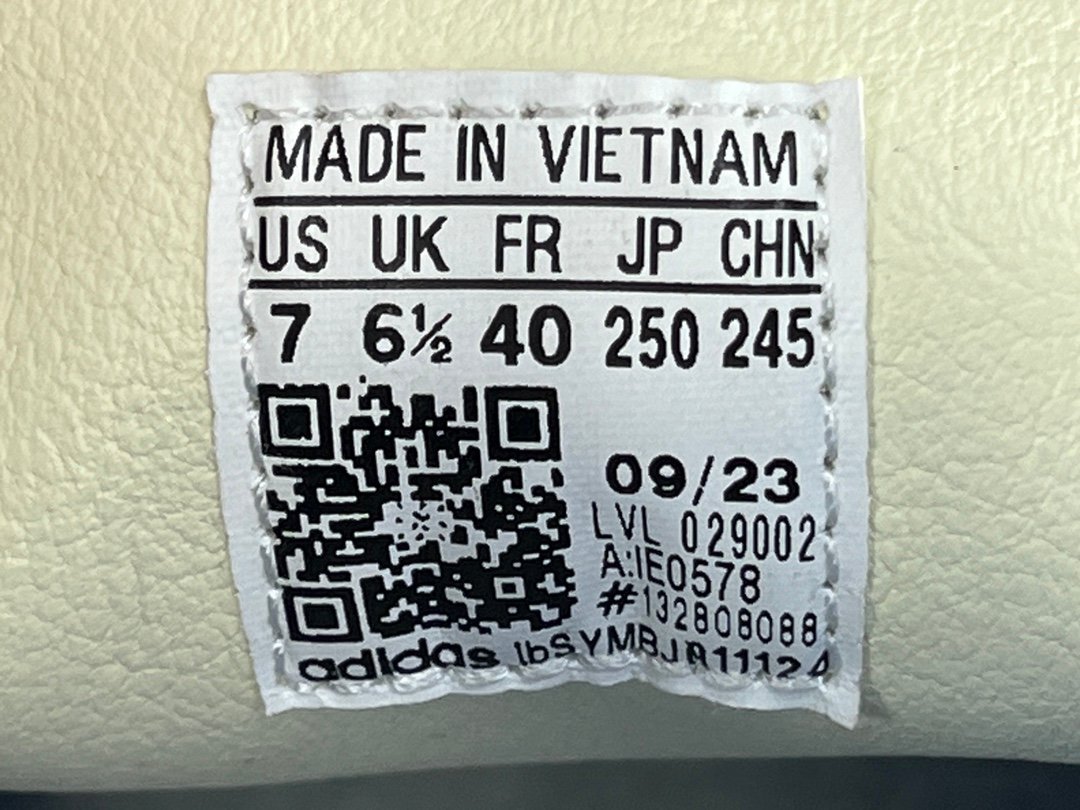 MADE IN VIETNAM
US UK FR JP CHN
7 6½ 40 250 245
09/23
LVL 029002
A:IE0578
#132808088
adidas